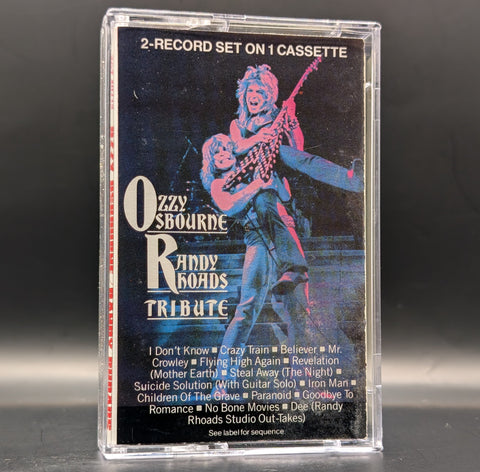 2-RECORD SET ON 1 CASSETTE
OZZY
OSBOURNE
RANDY
RHOADS
TRIBUTE
I Don't Know ■ Crazy Train ■ Believer ■ Mr.
Crowley ■ Flying High Again ■ Revelation
(Mother Earth) ■ Steal Away (The Night) ■
Suicide Solution (With Guitar Solo) ■ Iron Man ■
Children Of The Grave ■ Paranoid ■ Goodbye To
Romance ■ No Bone Movies ■ Dee (Randy
Rhoads Studio Out-Takes)
See label for sequence